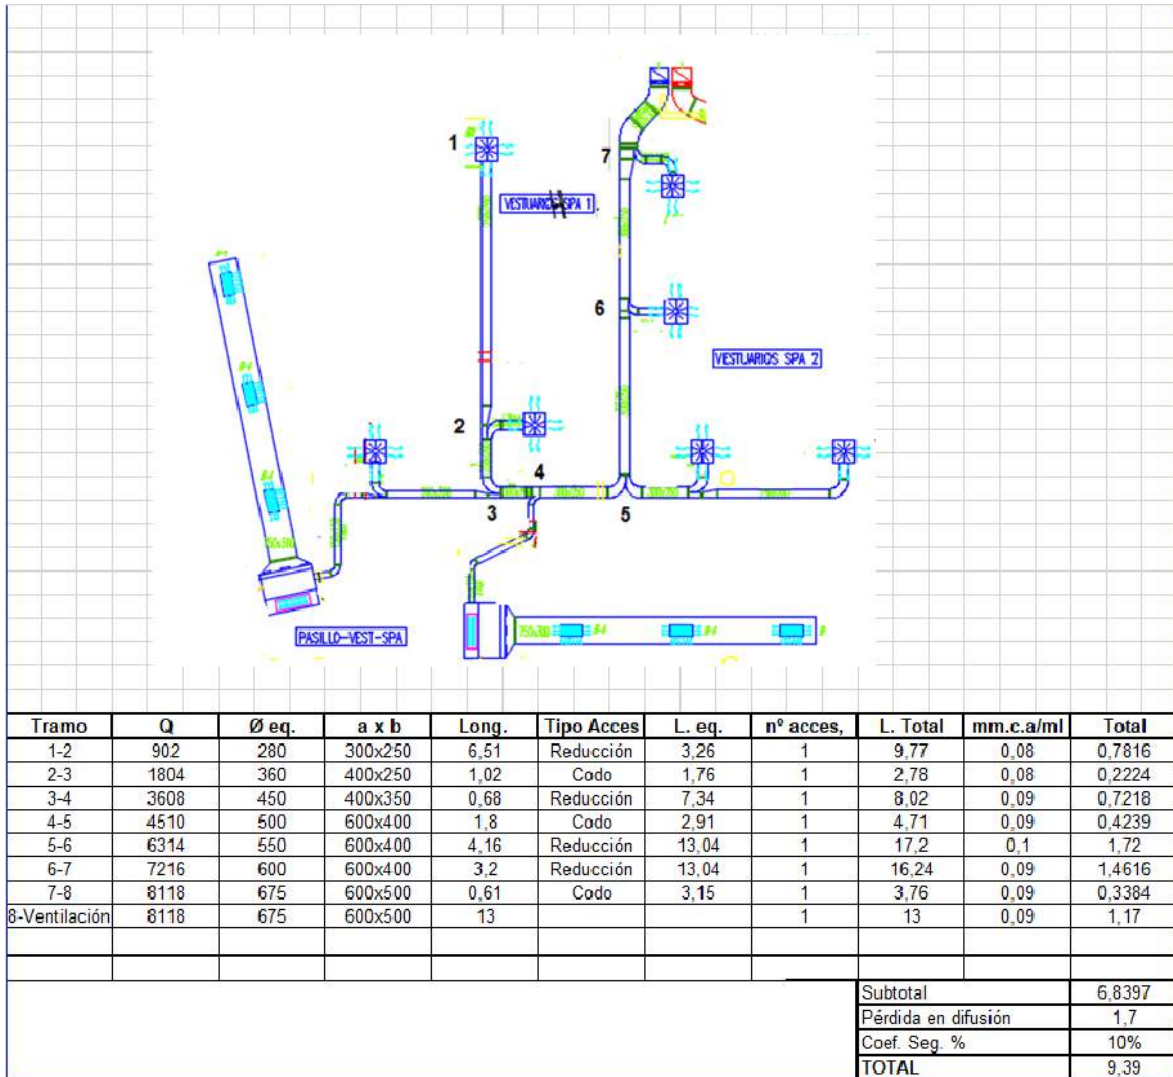 1
7
VESTUARIOS SPA 1
6
VESTUARIOS SPA 2
2
4
3
5
PASILLO-VEST-SPA
Tramo Q Ø eq. a x b Long. Tipo Acces L. eq. nº acces, L. Total mm.c.a/ml Total
1-2 902 280 300x250 6,51 Reducción 3,26 1 9,77 0,08 0,7816
2-3 1804 360 400x250 1,02 Codo 1,76 1 2,78 0,08 0,2224
3-4 3608 450 400x350 0,68 Reducción 7,34 1 8,02 0,09 0,7218
4-5 4510 500 600x400 1,8 Codo 2,91 1 4,71 0,09 0,4239
5-6 6314 550 600x400 4,16 Reducción 13,04 1 17,2 0,1 1,72
6-7 7216 600 600x400 3,2 Reducción 13,04 1 16,24 0,09 1,4616
7-8 8118 675 600x500 0,61 Codo 3,15 1 3,76 0,09 0,3384
8-Ventilación 8118 675 600x500 13 1 13 0,09 1,17
Subtotal 6,8397
Pérdida en difusión 1,7
Coef. Seg. % 10%
TOTAL 9,39